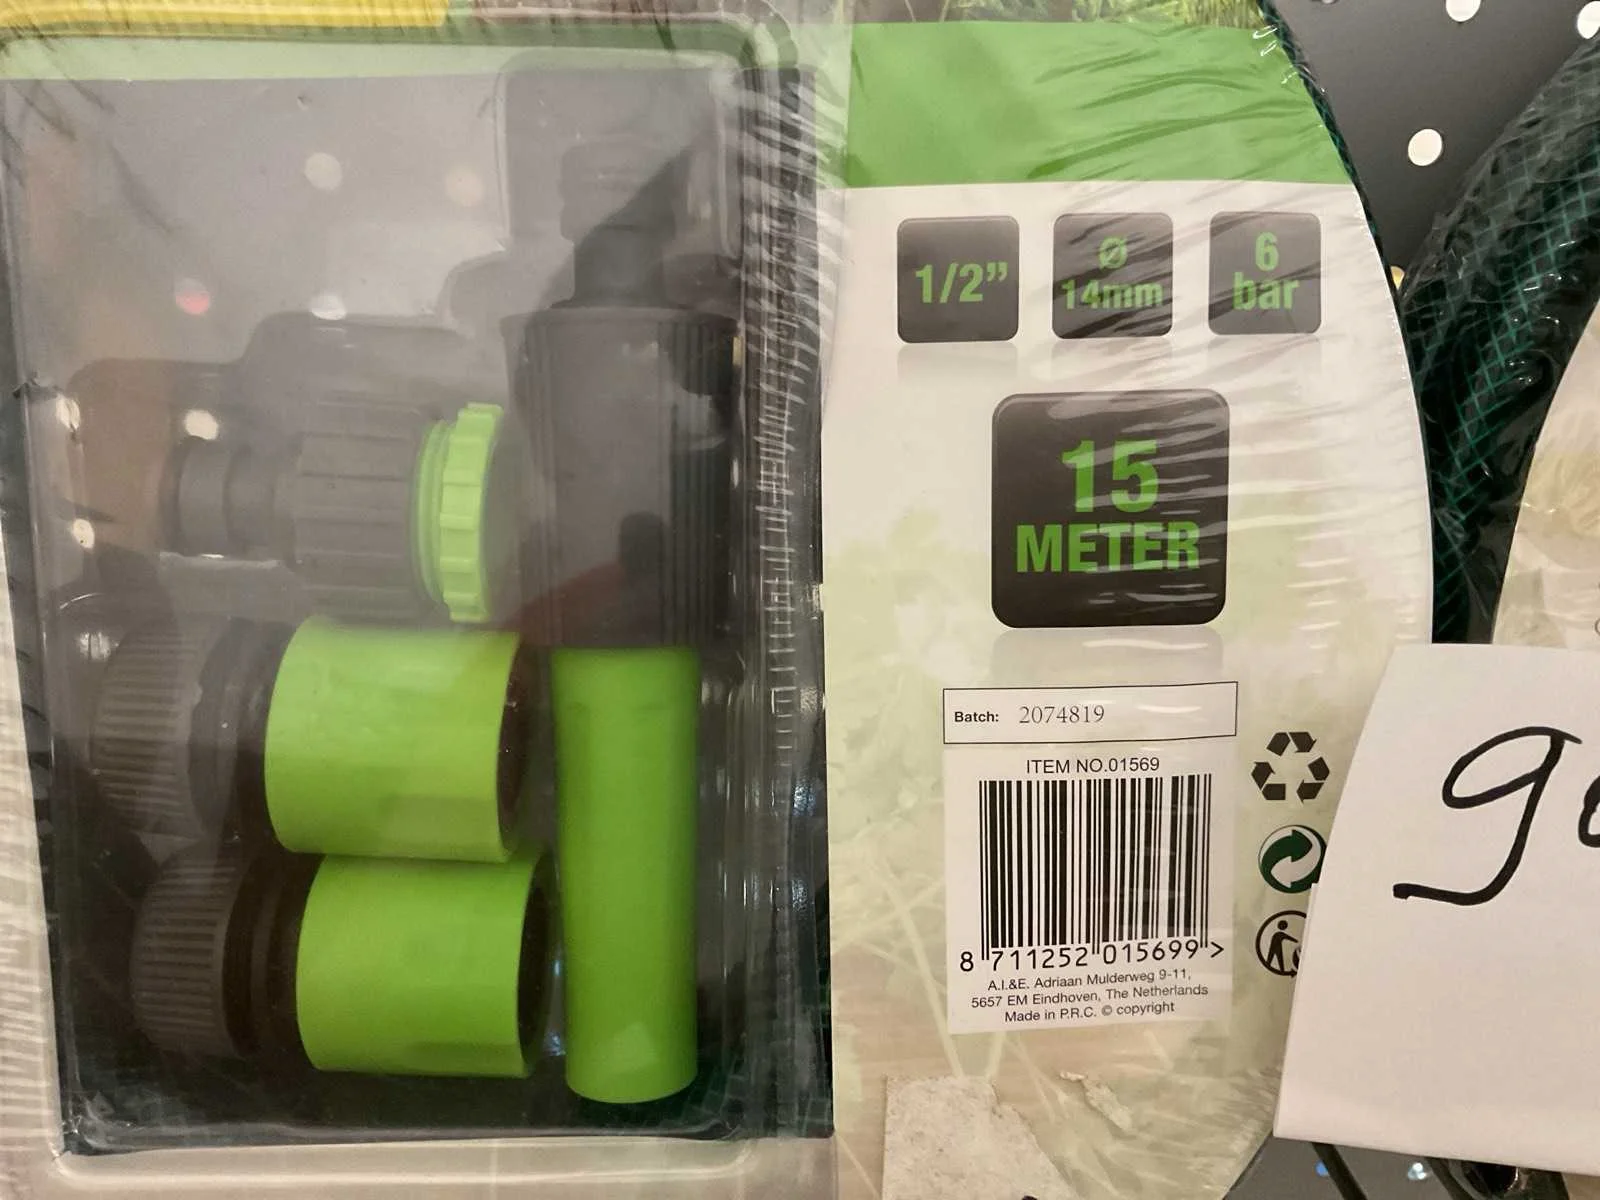 1/2”
Ø
14mm
6
bar
15
METER
Batch: 2074819
ITEM NO.01569
8 711252 015699 >
A.I.&E. Adriaan Mulderweg 9-11,
5657 EM Eindhoven, The Netherlands
Made in P.R.C. © copyright